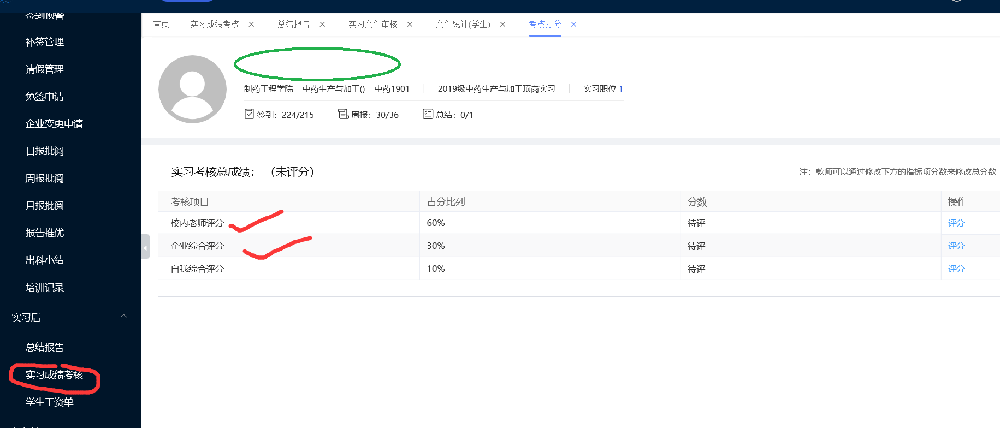 签到预警
补签管理
请假管理
免签申请
企业变更申请
日报批阅
周报批阅
月报批阅
报告推优
出科小结
培训记录
实习后
总结报告
实习成绩考核
学生工资单
首页 实习成绩考核 总结报告 实习文件审核 文件统计(学生) 考核打分
制药工程学院 中药生产与加工() 中药1901 2019级中药生产与加工顶岗实习 实习职位 1
签到：224/215 周报：30/36 总结：0/1
实习考核总成绩： （未评分）
注：教师可以通过修改下方的指标项分数来修改总分数
考核项目 占分比列 分数 操作
校内老师评分 60% 待评 评分
企业综合评分 30% 待评 评分
自我综合评分 10% 待评 评分